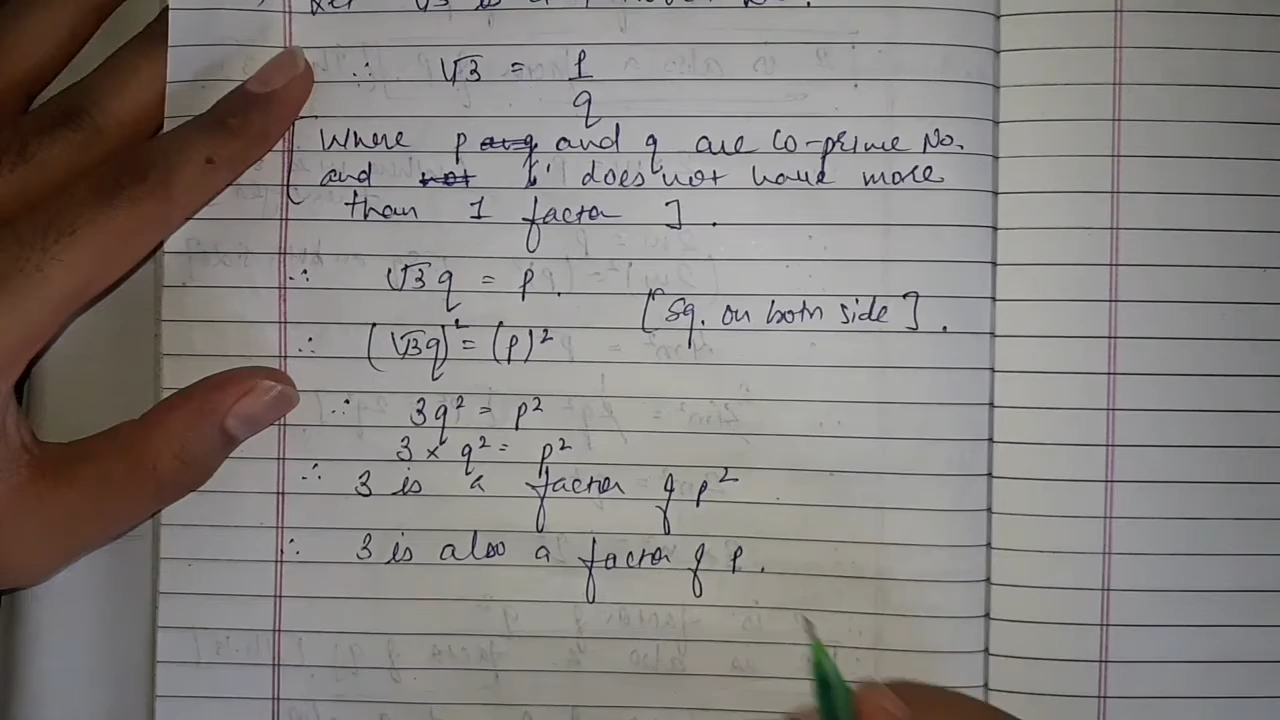 ∴ √3 = p/q
[Where p and q are Co-prime No.
and does not have more
than 1 factor ].
∴ √3q = p. [Sq. on both side].
∴ (√3q)² = (p)²
∴ 3q² = p²
3 × q² = p²
∴ 3 is a factor of p²
∴ 3 is also a factor of p.